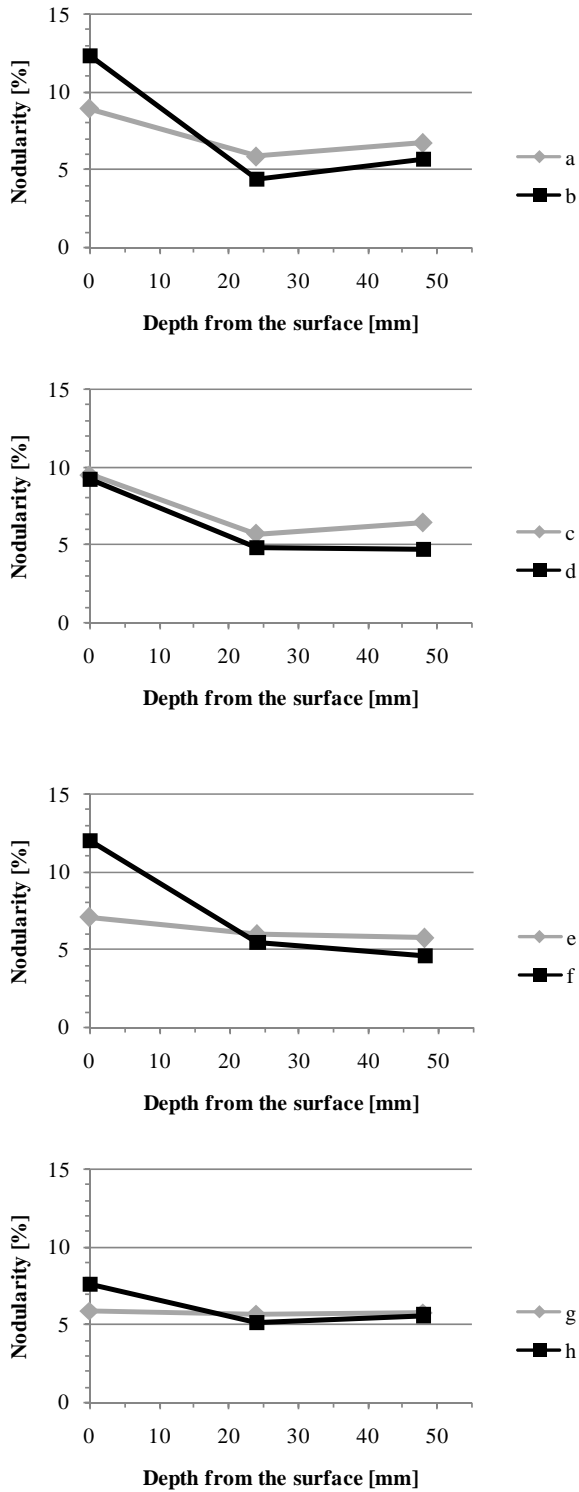 Nodularity [%]
15
10
5
0
0 10 20 30 40 50
Depth from the surface [mm]
a
b
Nodularity [%]
15
10
5
0
0 10 20 30 40 50
Depth from the surface [mm]
c
d
Nodularity [%]
15
10
5
0
0 10 20 30 40 50
Depth from the surface [mm]
e
f
Nodularity [%]
15
10
5
0
0 10 20 30 40 50
Depth from the surface [mm]
g
h